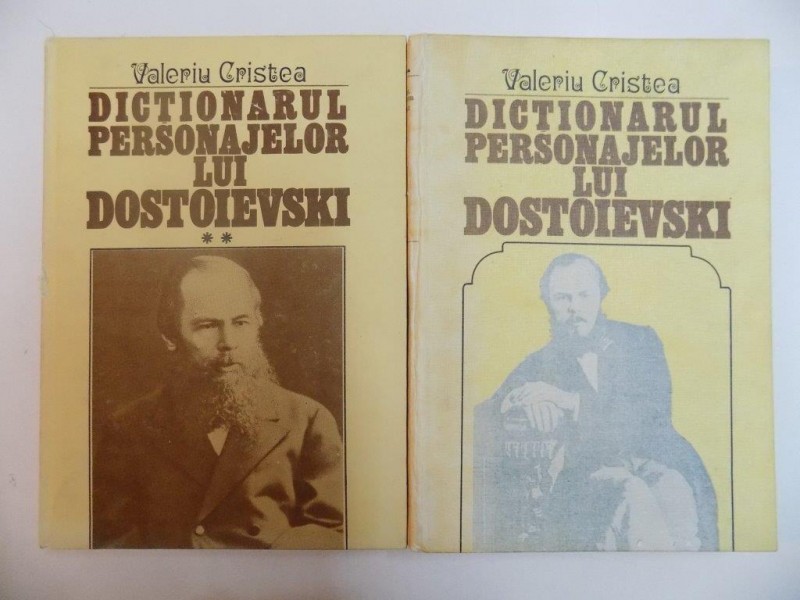 Valeriu Cristea
DICTIONARUL
PERSONAJELOR
LUI
DOSTOIEVSKI
**
Valeriu Cristea
DICTIONARUL
PERSONAJELOR
LUI
DOSTOIEVSKI